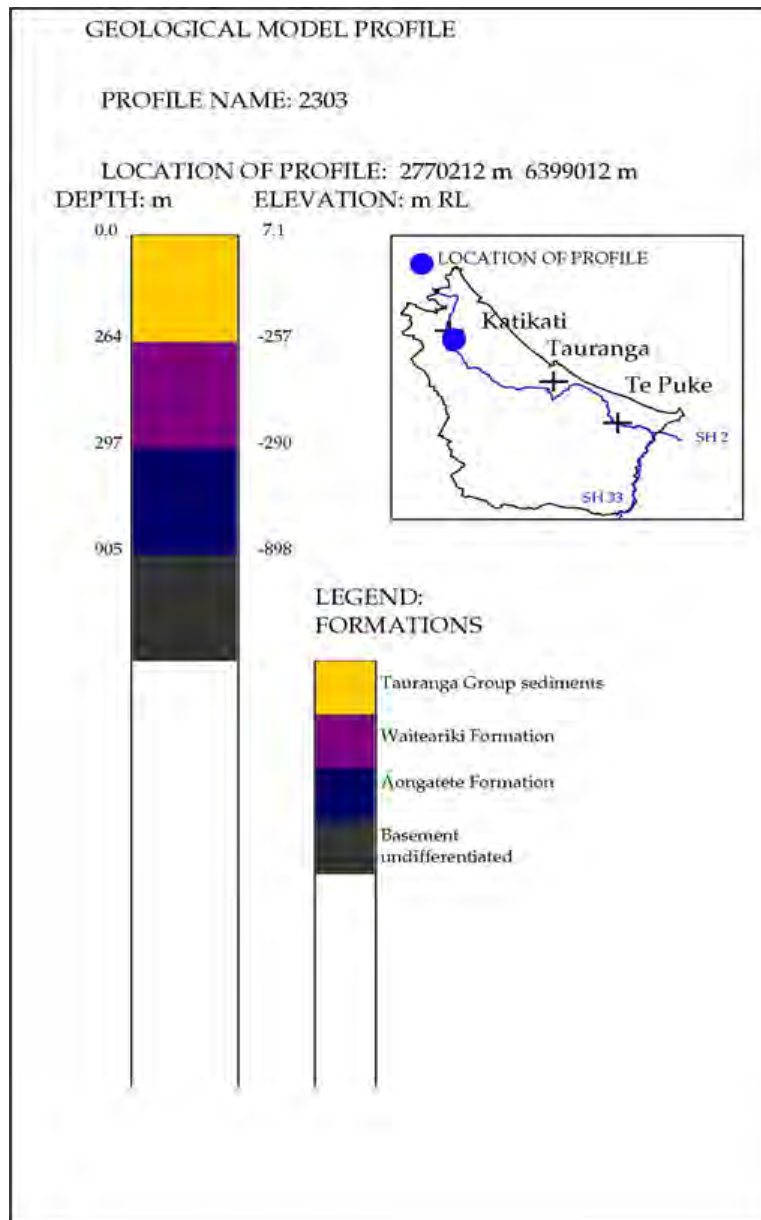 GEOLOGICAL MODEL PROFILE
PROFILE NAME: 2303
LOCATION OF PROFILE: 2770212 m 6399012 m
DEPTH: m ELEVATION: m RL
0.0 7.1
264 -257
297 -290
905 -898
LOCATION OF PROFILE
Katikati
Tauranga
Te Puke
SH 2
SH 33
LEGEND:
FORMATIONS
Tauranga Group sediments
Waiteariki Formation
Aongatete Formation
Basement
undifferentiated